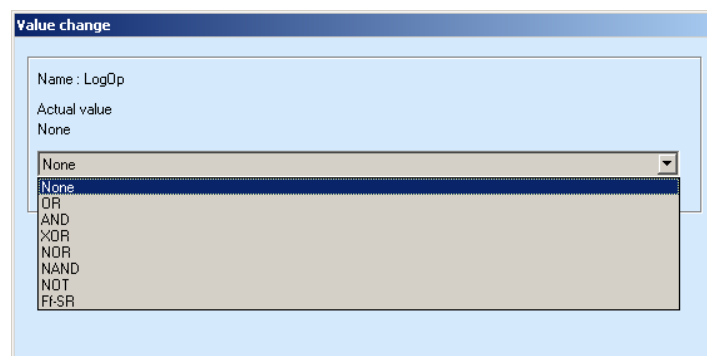 Value change
Name : LogOp
Actual value
None
None
None
OR
AND
XOR
NOR
NAND
NOT
Ff-SR